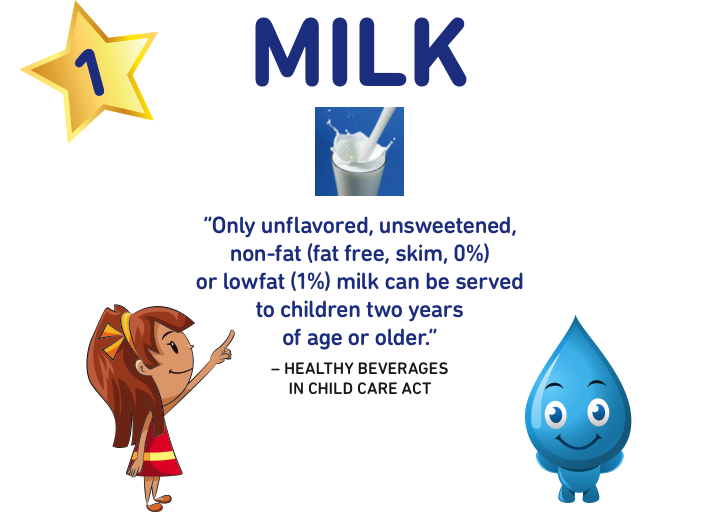 1
MILK
“Only unflavored, unsweetened,
non-fat (fat free, skim, 0%)
or lowfat (1%) milk can be served
to children two years
of age or older.”
– HEALTHY BEVERAGES
IN CHILD CARE ACT